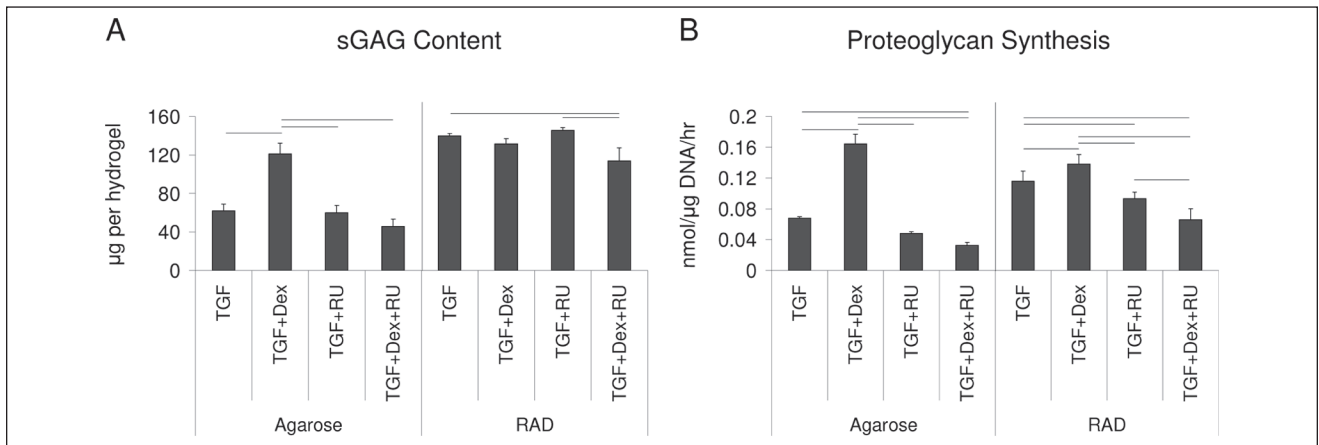 A
sGAG Content
µg per hydrogel
160
120
80
40
0
TGF
TGF+Dex
TGF+RU
TGF+Dex+RU
TGF
TGF+Dex
TGF+RU
TGF+Dex+RU
Agarose
RAD
B
Proteoglycan Synthesis
nmol/µg DNA/hr
0.2
0.16
0.12
0.08
0.04
0
TGF
TGF+Dex
TGF+RU
TGF+Dex+RU
TGF
TGF+Dex
TGF+RU
TGF+Dex+RU
Agarose
RAD